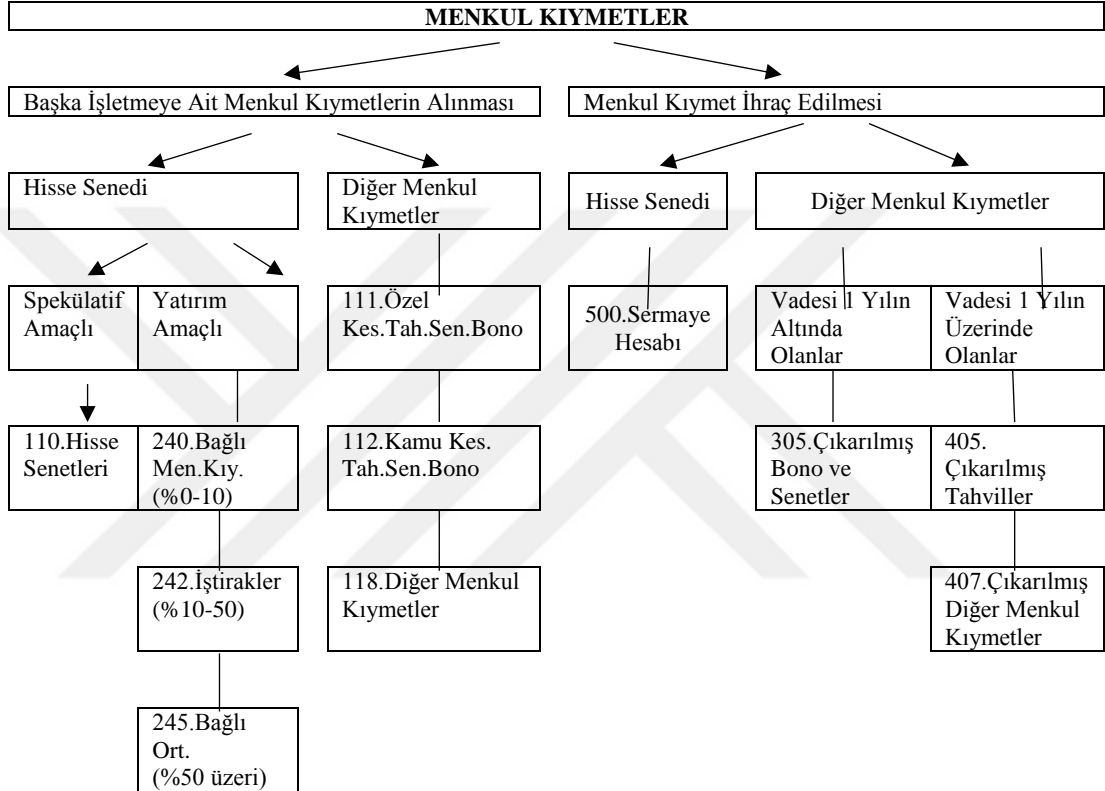 MENKUL KIYMETLER
Başka İşletmeye Ait Menkul Kıymetlerin Alınması
Menkul Kıymet İhraç Edilmesi
Hisse Senedi
Diğer Menkul
Kıymetler
Hisse Senedi
Diğer Menkul Kıymetler
Spekülatif
Amaçlı
Yatırım
Amaçlı
111.Özel
Kes.Tah.Sen.Bono
500.Sermaye
Hesabı
Vadesi 1 Yılın
Altında
Olanlar
Vadesi 1 Yılın
Üzerinde
Olanlar
110.Hisse
Senetleri
240.Bağlı
Men.Kıy.
(%0-10)
112.Kamu Kes.
Tah.Sen.Bono
305.Çıkarılmış
Bono ve
Senetler
405.
Çıkarılmış
Tahviller
242.İştirakler
(%10-50)
118.Diğer Menkul
Kıymetler
407.Çıkarılmış
Diğer Menkul
Kıymetler
245.Bağlı
Ort.
(%50 üzeri)